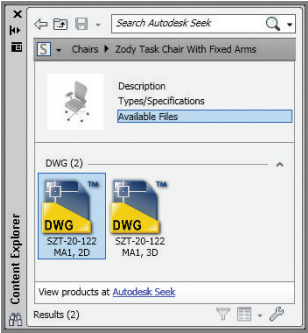 Search Autodesk Seek
S Chairs Zody Task Chair With Fixed Arms
Description
Types/Specifications
Available Files
DWG (2)
DWG TM
DWG TM
SZT-20-122
MA1, 2D
SZT-20-122
MA1, 3D
Content Explorer
View products at Autodesk Seek
Results (2)